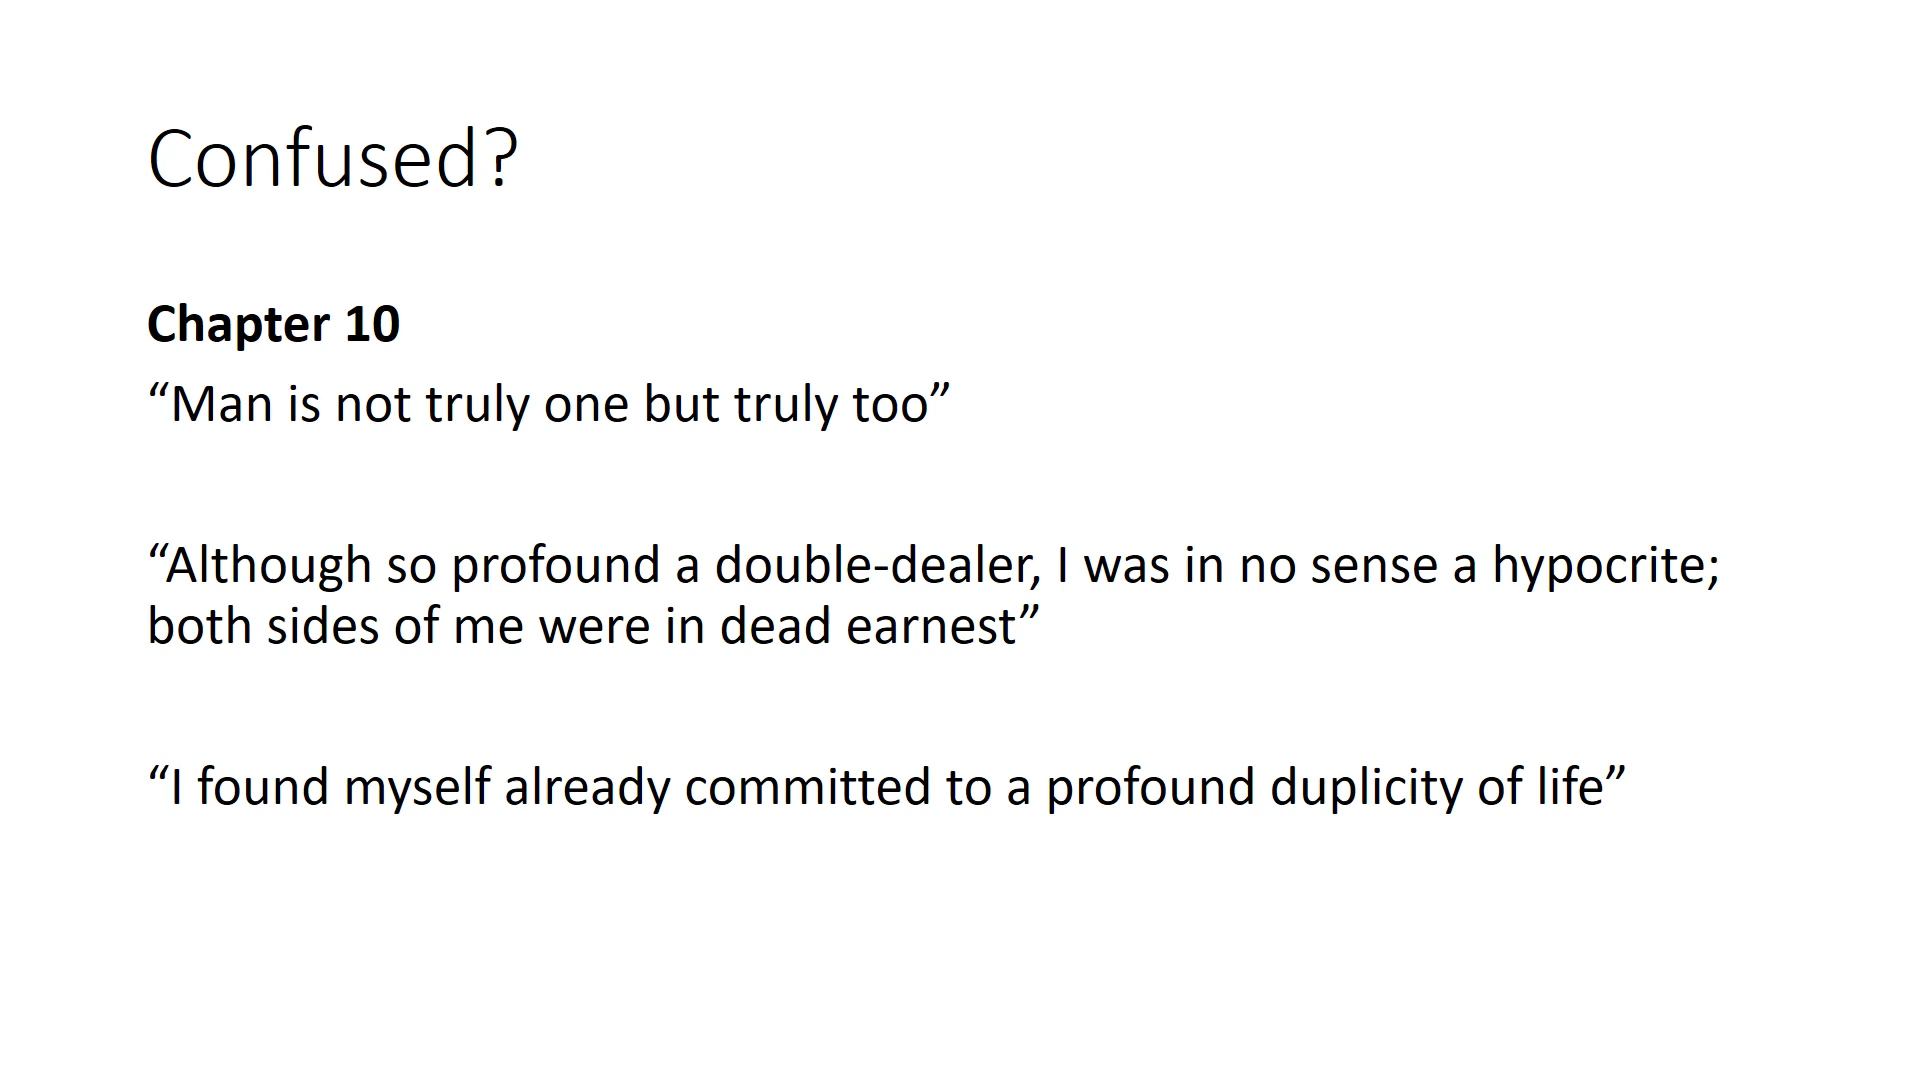 Confused?
Chapter 10
“Man is not truly one but truly too”
“Although so profound a double-dealer, I was in no sense a hypocrite;
both sides of me were in dead earnest”
“I found myself already committed to a profound duplicity of life”